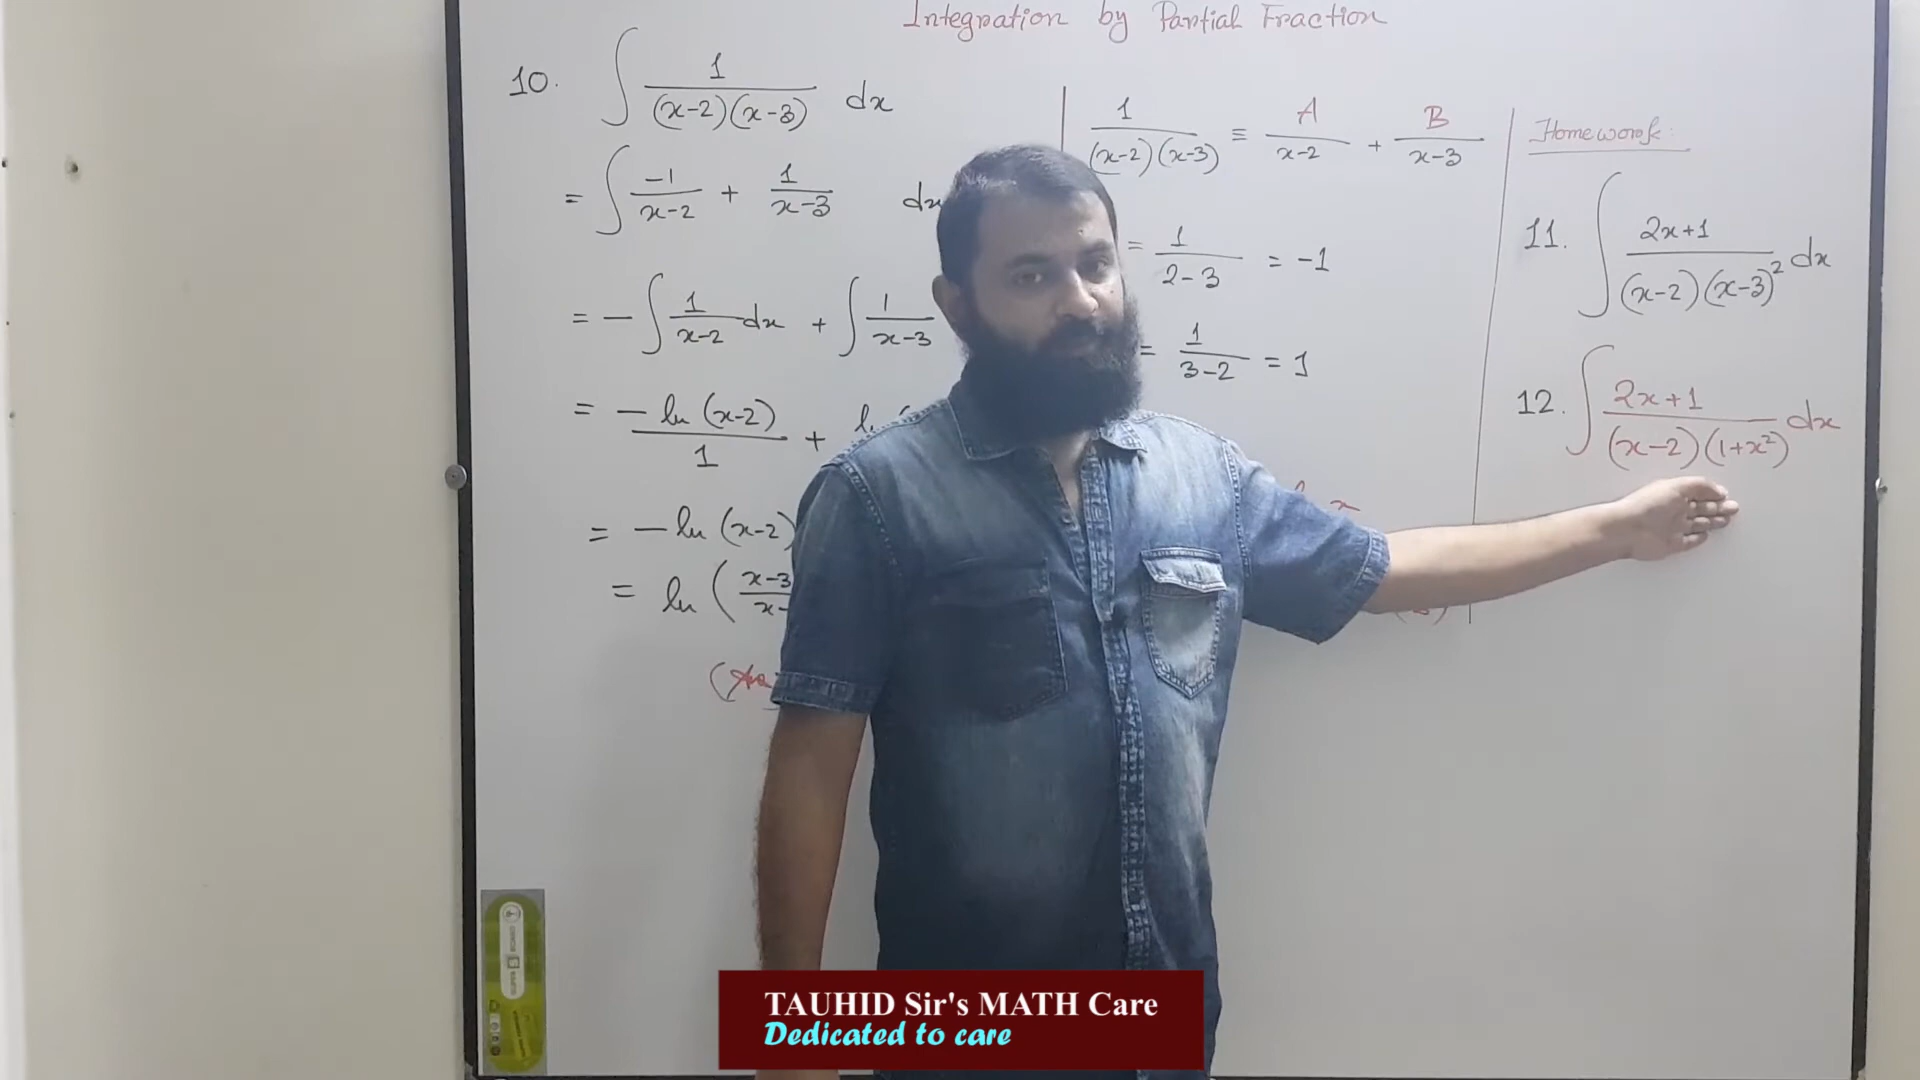 Integration by Partial Fraction
10. ∫ 1/((x-2)(x-3)) dx
= ∫ -1/(x-2) + 1/(x-3) dx
= - ∫ 1/(x-2) dx + ∫ 1/(x-3)
= - ln (x-2)/1 +
= - ln (x-2)
= ln ( x-3
1/((x-2)(x-3)) ≡ A/(x-2) + B/(x-3)
= 1/(2-3) = -1
= 1/(3-2) = 1
Homework:
11. ∫ (2x+1)/((x-2)(x-3)²) dx
12. ∫ (2x+1)/((x-2)(1+x²)) dx
TAUHID Sir's MATH Care
Dedicated to care